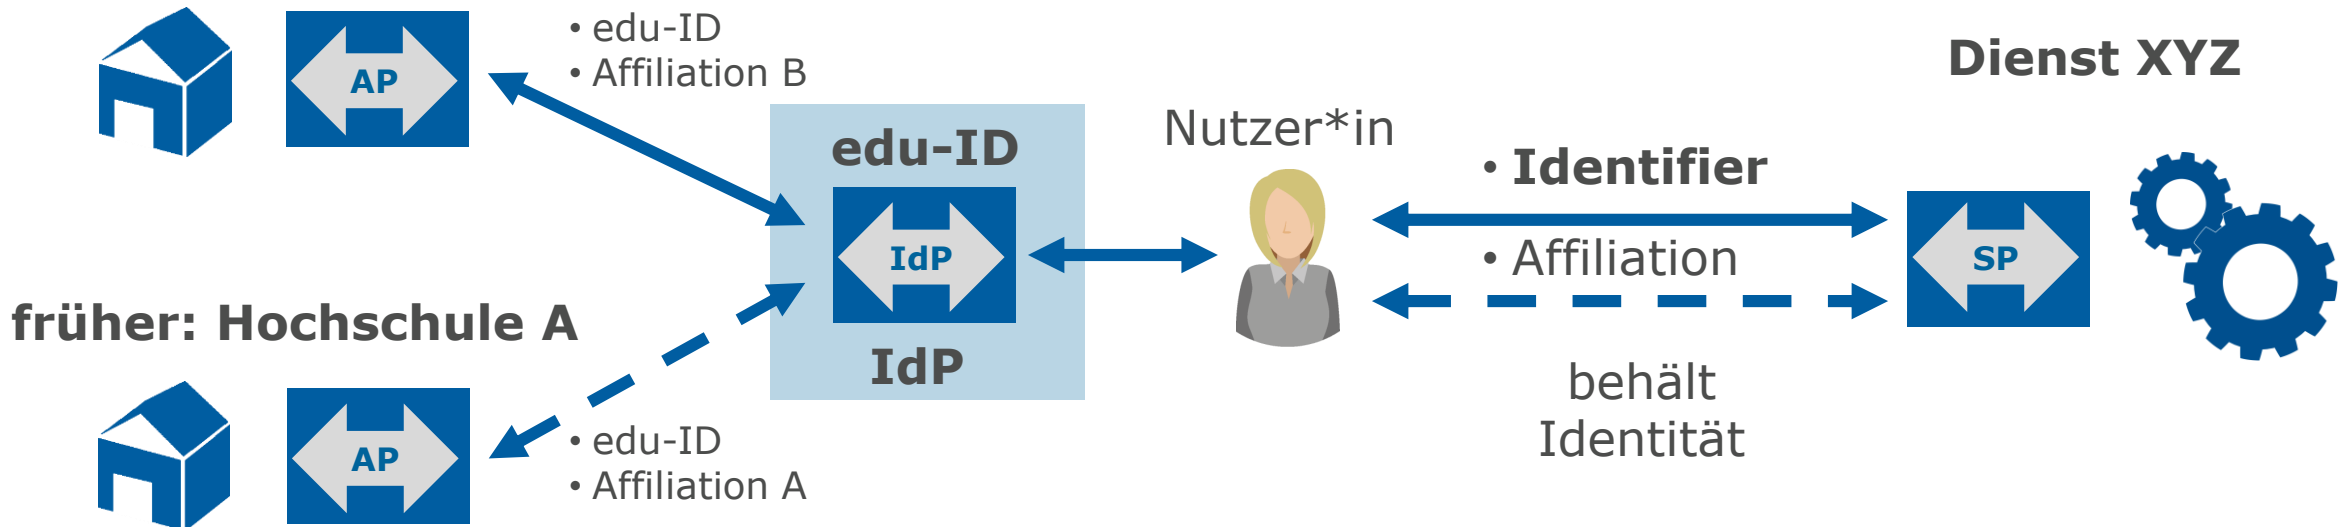 • edu-ID
• Affiliation B
AP
edu-ID
IdP
IdP
Nutzer*in
• Identifier
• Affiliation
behält
Identität
Dienst XYZ
SP
früher: Hochschule A
AP
• edu-ID
• Affiliation A